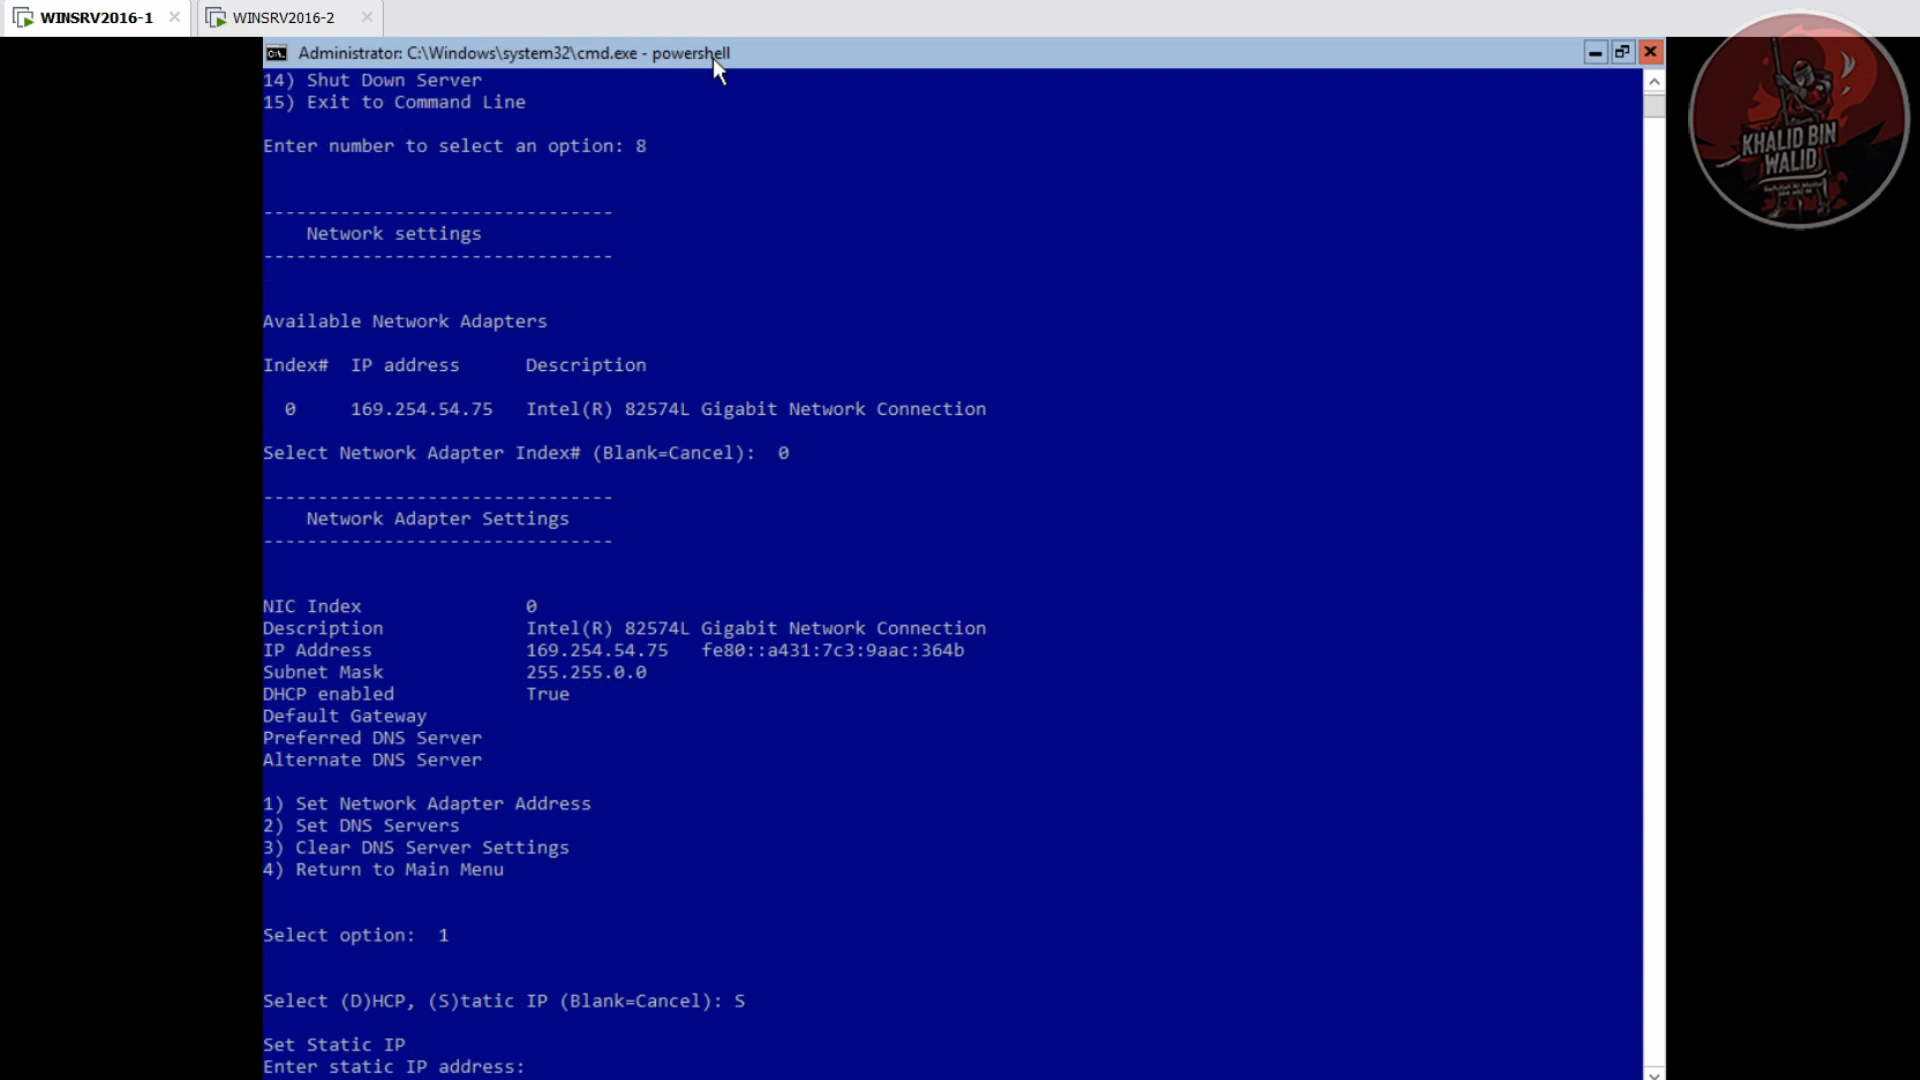 WINSRV2016-1
WINSRV2016-2
Administrator: C:\Windows\system32\cmd.exe - powershell
14) Shut Down Server
15) Exit to Command Line
Enter number to select an option: 8
--------------------------------
Network settings
--------------------------------
Available Network Adapters
Index# IP address Description
0 169.254.54.75 Intel(R) 82574L Gigabit Network Connection
Select Network Adapter Index# (Blank=Cancel): 0
--------------------------------
Network Adapter Settings
--------------------------------
NIC Index 0
Description Intel(R) 82574L Gigabit Network Connection
IP Address 169.254.54.75 fe80::a431:7c3:9aac:364b
Subnet Mask 255.255.0.0
DHCP enabled True
Default Gateway
Preferred DNS Server
Alternate DNS Server
1) Set Network Adapter Address
2) Set DNS Servers
3) Clear DNS Server Settings
4) Return to Main Menu
Select option: 1
Select (D)HCP, (S)tatic IP (Blank=Cancel): S
Set Static IP
Enter static IP address:
KHALID BIN
WALID